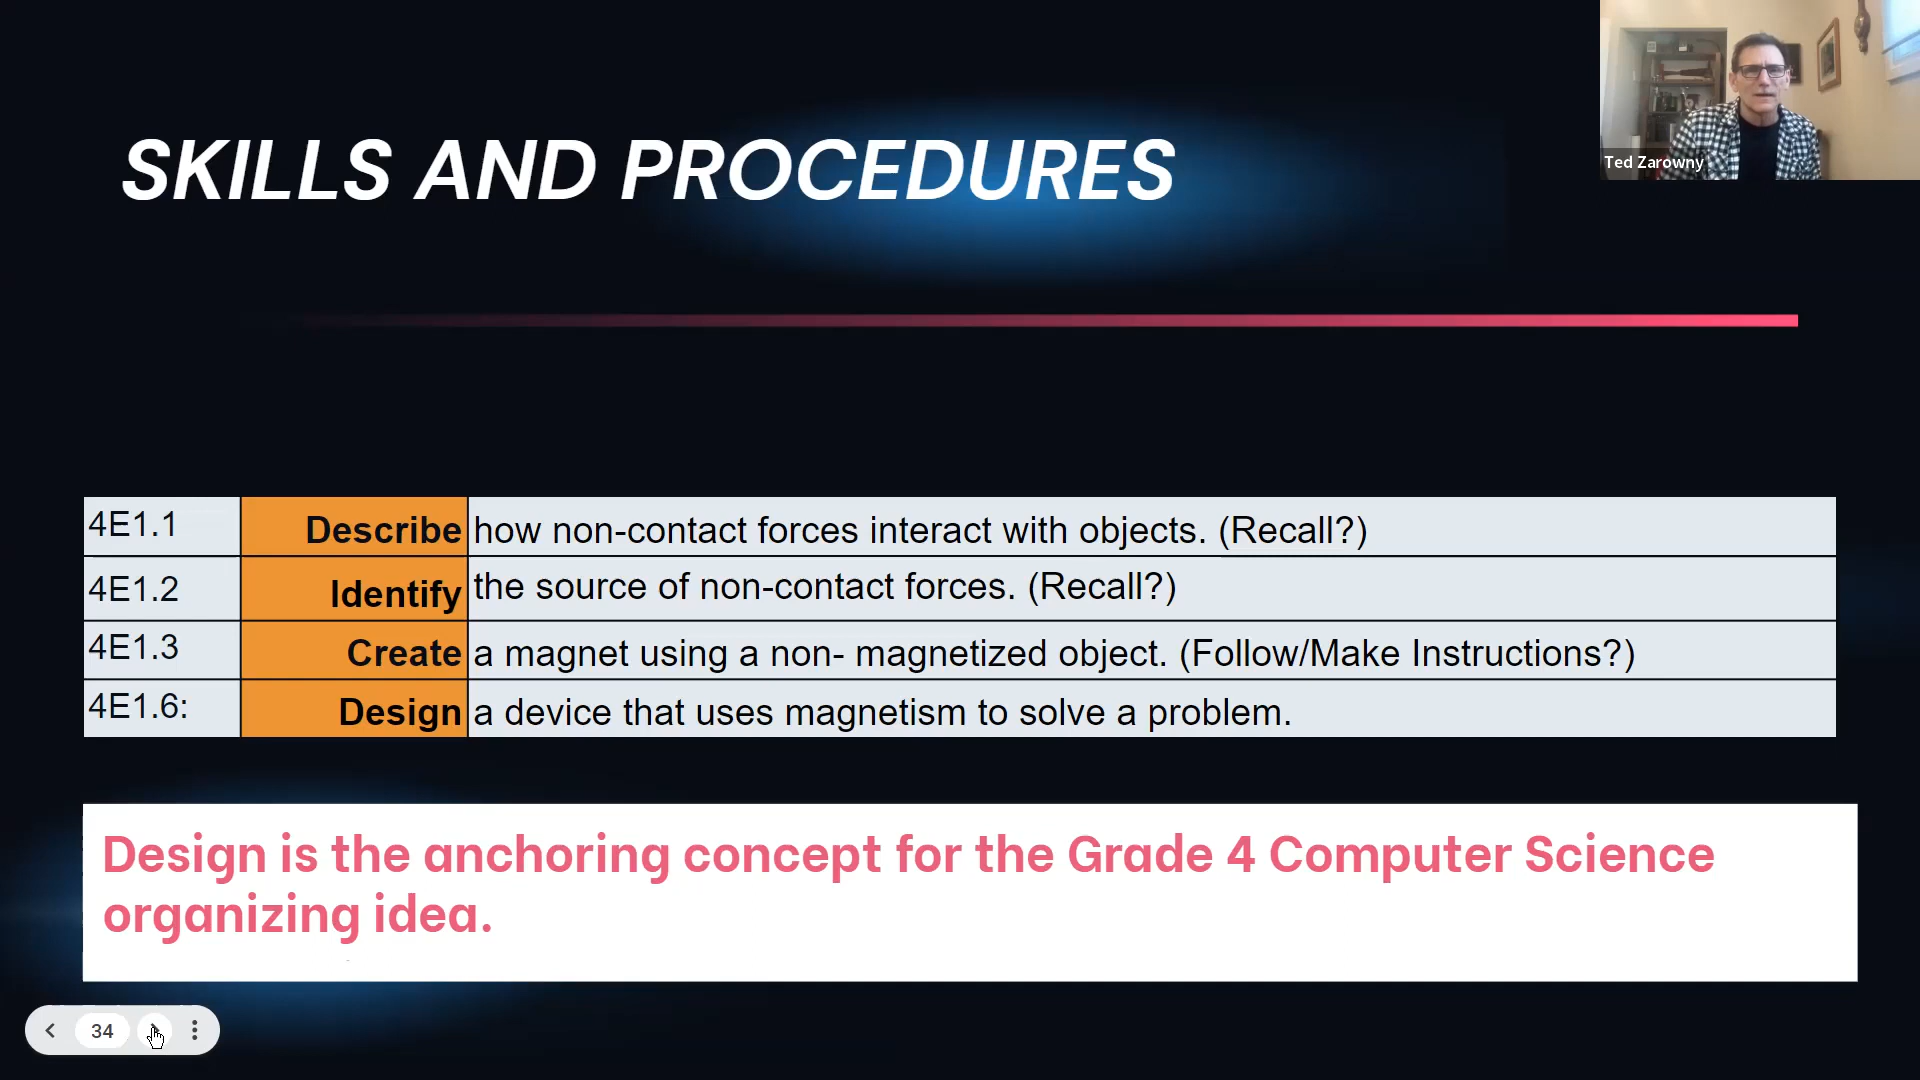 SKILLS AND PROCEDURES
Ted Zarowny
4E1.1 Describe how non-contact forces interact with objects. (Recall?)
4E1.2 Identify the source of non-contact forces. (Recall?)
4E1.3 Create a magnet using a non- magnetized object. (Follow/Make Instructions?)
4E1.6: Design a device that uses magnetism to solve a problem.
Design is the anchoring concept for the Grade 4 Computer Science
organizing idea.
34